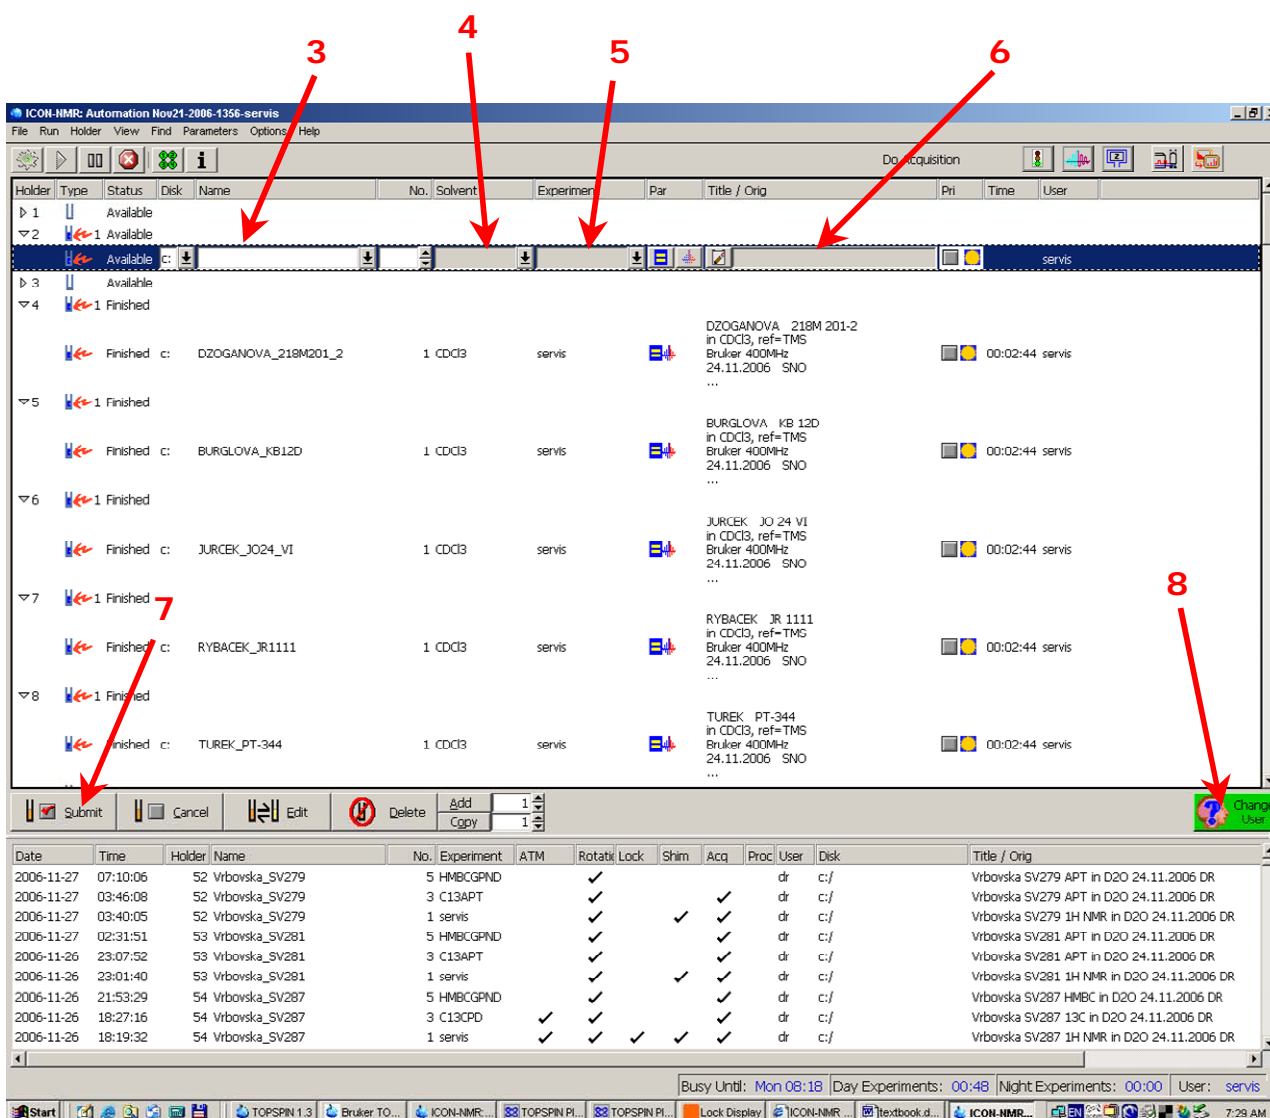 4
3
5
6
ICON-NMR: Automation Nov21-2006-1356-servis
File Run Holder View Find Parameters Options Help
Do Acquisition
Holder Type Status Disk Name No. Solvent Experiment Par Title / Orig Pri Time User
1 Available
2 1 Available
Available c: servis
3 Available
4 1 Finished
DZOGANOVA 218M 201-2
in CDCl3, ref=TMS
Finished c: DZOGANOVA_218M201_2 1 CDCl3 servis Bruker 400MHz 00:02:44 servis
24.11.2006 SNO
...
5 1 Finished
BURGLOVA KB 12D
in CDCl3, ref=TMS
Finished c: BURGLOVA_KB12D 1 CDCl3 servis Bruker 400MHz 00:02:44 servis
24.11.2006 SNO
...
6 1 Finished
JURCEK JO 24 VI
in CDCl3, ref=TMS
Finished c: JURCEK_JO24_VI 1 CDCl3 servis Bruker 400MHz 00:02:44 servis
24.11.2006 SNO
...
8
7 1 Finished
7
RYBACEK JR 1111
in CDCl3, ref=TMS
Finished c: RYBACEK_JR1111 1 CDCl3 servis Bruker 400MHz 00:02:44 servis
24.11.2006 SNO
...
8 1 Finished
TUREK PT-344
in CDCl3, ref=TMS
Finished c: TUREK_PT-344 1 CDCl3 servis Bruker 400MHz 00:02:44 servis
24.11.2006 SNO
...
Submit Cancel Edit Delete Add 1 Change
Copy 1 User
Date Time Holder Name No. Experiment ATM Rotatic Lock Shim Acq Proc User Disk Title / Orig
2006-11-27 07:10:06 52 Vrbovska_SV279 5 HMBCGPND ✓ dr c:/ Vrbovska SV279 APT in D2O 24.11.2006 DR
2006-11-27 03:46:08 52 Vrbovska_SV279 3 C13APT ✓ ✓ dr c:/ Vrbovska SV279 APT in D2O 24.11.2006 DR
2006-11-27 03:40:05 52 Vrbovska_SV279 1 servis ✓ ✓ ✓ dr c:/ Vrbovska SV279 1H NMR in D2O 24.11.2006 DR
2006-11-27 02:31:51 53 Vrbovska_SV281 5 HMBCGPND ✓ ✓ dr c:/ Vrbovska SV281 APT in D2O 24.11.2006 DR
2006-11-26 23:07:52 53 Vrbovska_SV281 3 C13APT ✓ ✓ dr c:/ Vrbovska SV281 APT in D2O 24.11.2006 DR
2006-11-26 23:01:40 53 Vrbovska_SV281 1 servis ✓ ✓ ✓ dr c:/ Vrbovska SV281 1H NMR in D2O 24.11.2006 DR
2006-11-26 21:53:29 54 Vrbovska_SV287 5 HMBCGPND ✓ ✓ dr c:/ Vrbovska SV287 HMBC in D2O 24.11.2006 DR
2006-11-26 18:27:16 54 Vrbovska_SV287 3 C13CPD ✓ ✓ ✓ dr c:/ Vrbovska SV287 13C in D2O 24.11.2006 DR
2006-11-26 18:19:32 54 Vrbovska_SV287 1 servis ✓ ✓ ✓ ✓ ✓ dr c:/ Vrbovska SV287 1H NMR in D2O 24.11.2006 DR
Busy Until: Mon 08:18 Day Experiments: 00:48 Night Experiments: 00:00 User: servis
Start TOPSPIN 1.3 Bruker TO... ICON-NMR:... TOPSPIN Pl... TOPSPIN Pl... Lock Display ICON-NMR ... textbook.d... ICON-NMR... EN 7:29 AM